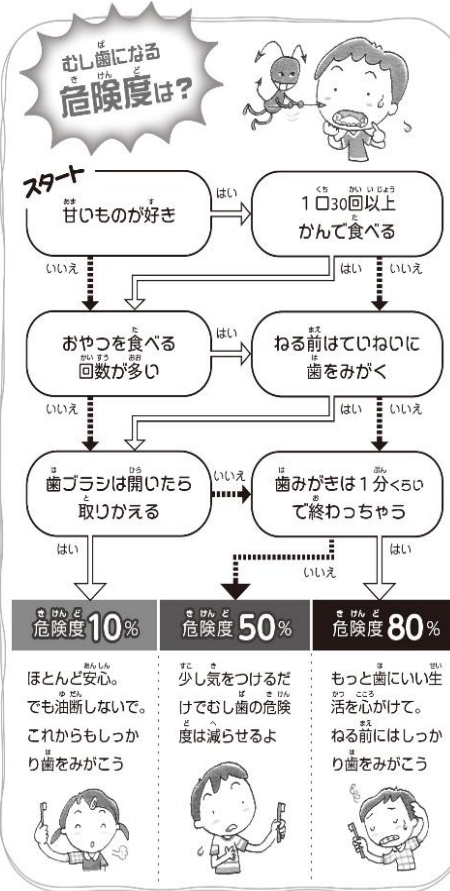 むし歯になる
危険度は?
スタート
甘いものが好き
はい
1口30回以上
かんで食べる
いいえ
はい
いいえ
おやつを食べる
回数が多い
はい
ねる前はていねいに
歯をみがく
いいえ
はい
いいえ
歯ブラシは開いたら
取りかえる
いいえ
歯みがきは1分くらい
で終わっちゃう
はい
いいえ
はい
危険度10%
ほとんど安心。
でも油断しないで。
これからもしっか
り歯をみがこう
危険度50%
少し気をつけるだ
けでむし歯の危険
度は減らせるよ
危険度80%
もっと歯にいい生
活を心がけて。
ねる前にはしっか
り歯をみがこう